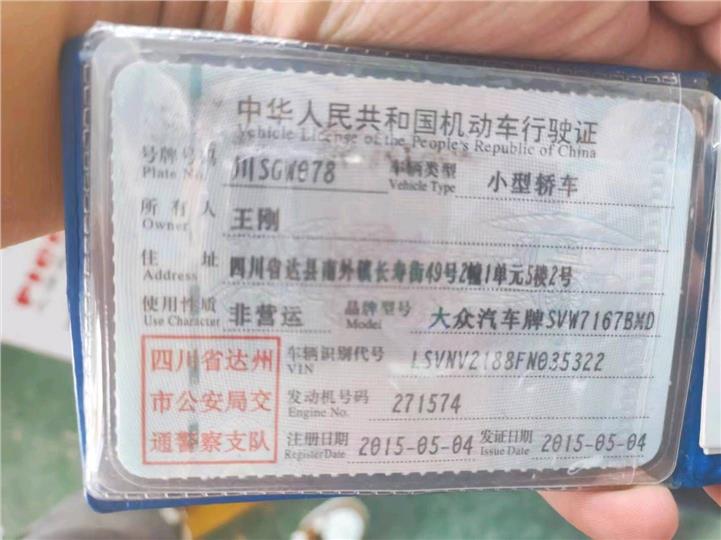 中华人民共和国机动车行驶证
Vehicle License of the People's Republic of China
号牌号码 川SGW078 车辆类型 小型轿车
Plate No. Vehicle Type
所有人 王刚
Owner
住址 四川省达县南外镇长寿街49号2幢1单元5楼2号
Address
使用性质 非营运 品牌型号 大众汽车牌SVW7167BMD
Use Character Model
四川省达州
市公安局交
通警察支队
车辆识别代号 LSVNV2188FN035322
VIN
发动机号码 271574
Engine No.
注册日期 2015-05-04 发证日期 2015-05-04
Register Date Issue Date